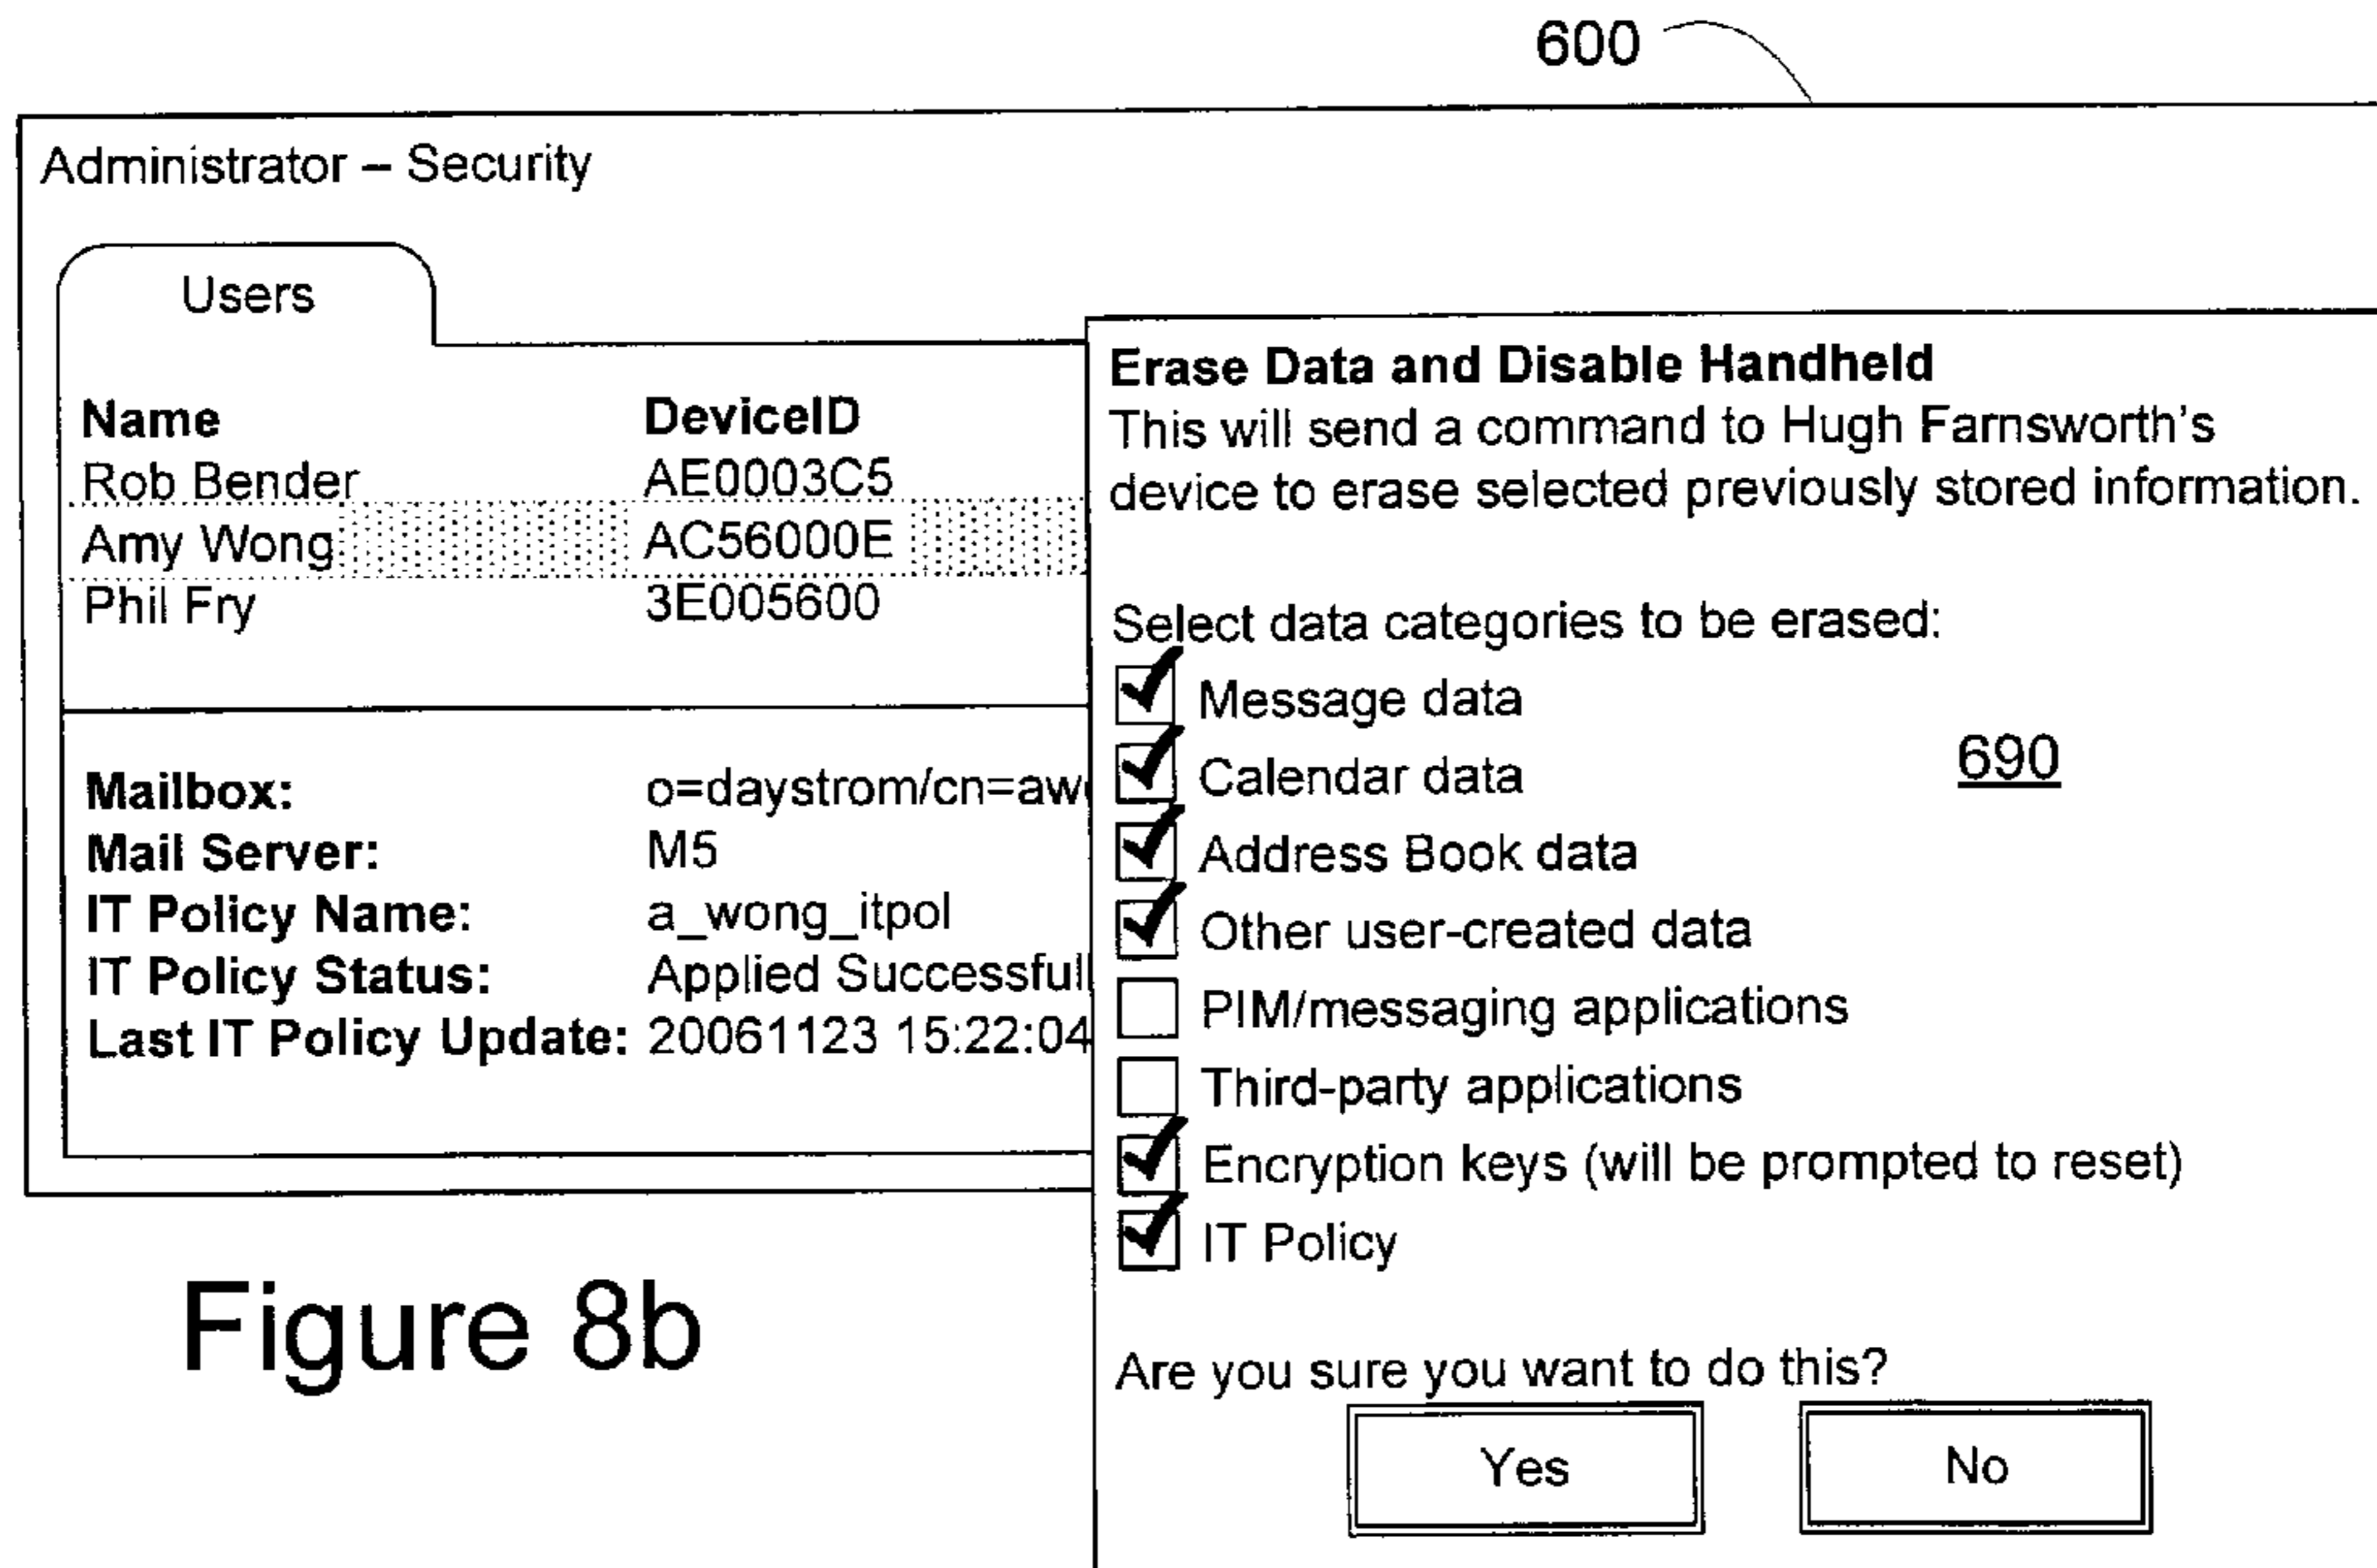 600
Administrator – Security
Users
Name DeviceID
Rob Bender AE0003C5
Amy Wong AC56000E
Phil Fry 3E005600
Mailbox: o=daystrom/cn=aw
Mail Server: M5
IT Policy Name: a_wong_itpol
IT Policy Status: Applied Successfull
Last IT Policy Update: 20061123 15:22:04
Erase Data and Disable Handheld
This will send a command to Hugh Farnsworth's
device to erase selected previously stored information.
Select data categories to be erased:
Message data
Calendar data
690
Address Book data
Other user-created data
PIM/messaging applications
Third-party applications
Encryption keys (will be prompted to reset)
IT Policy
Are you sure you want to do this?
Yes No
Figure 8b